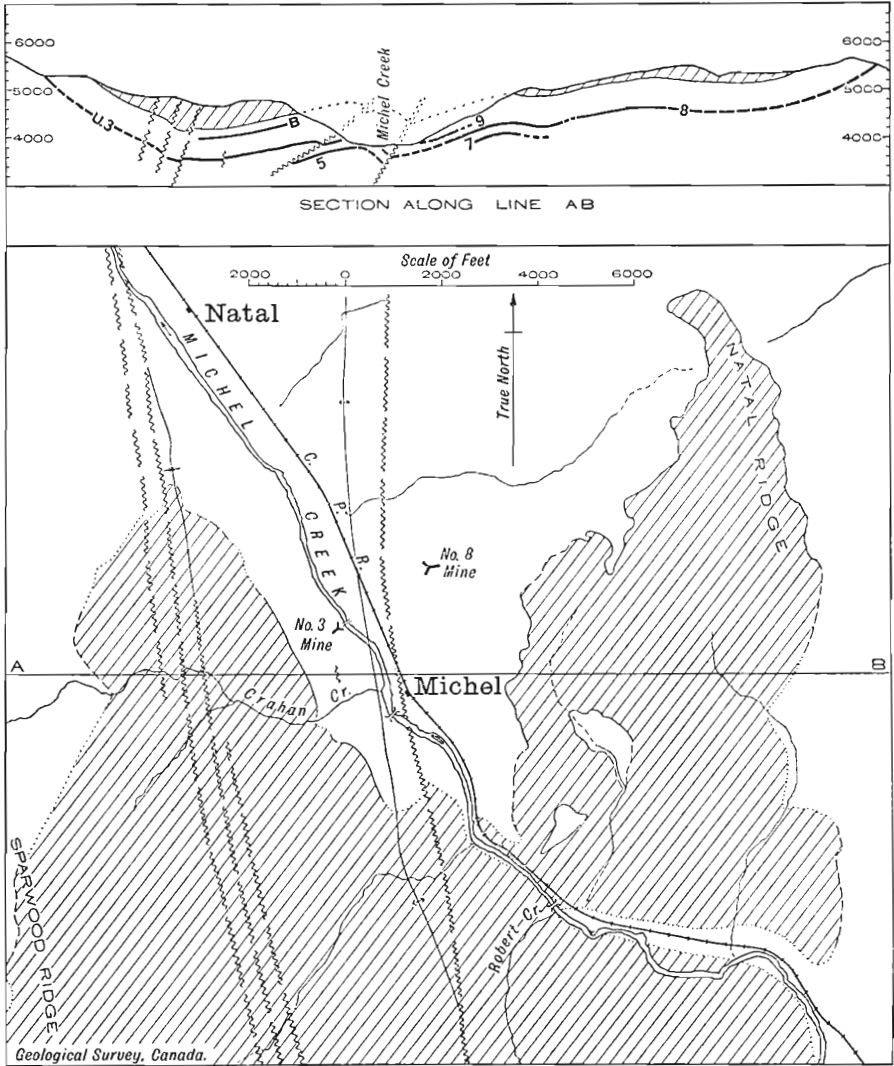 6000
6000
5000
5000
4000
4000
Michel Creek
U.3
B
5
9
7
8
SECTION ALONG LINE AB
Scale of Feet
2000 0 2000 4000 6000
Natal
MICHEL CREEK
C. P. R.
True North
NATAL RIDGE
No. 8
Mine
No. 3
Mine
A
B
Michel
Crahan Cr.
SPARWOOD RIDGE
Robert Cr.
Geological Survey, Canada.